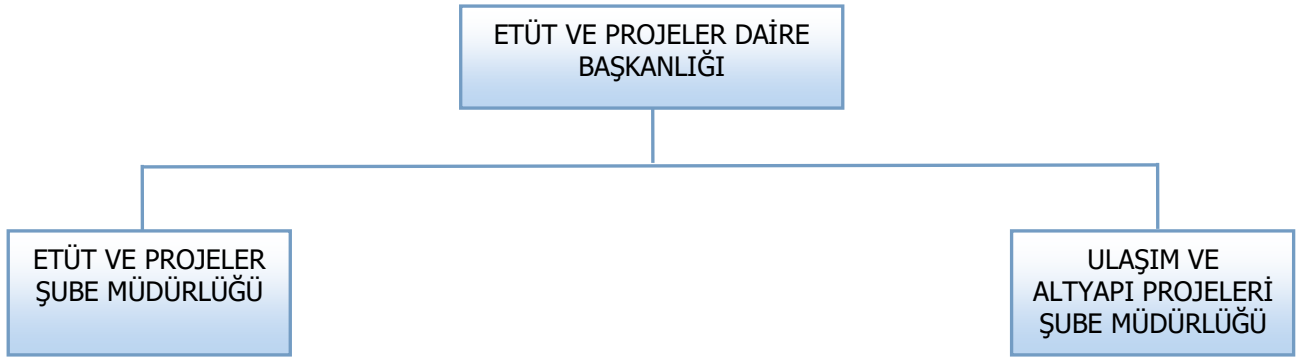 ETÜT VE PROJELER DAİRE
BAŞKANLIĞI
ETÜT VE PROJELER
ŞUBE MÜDÜRLÜĞÜ
ULAŞIM VE
ALTYAPI PROJELERİ
ŞUBE MÜDÜRLÜĞÜ